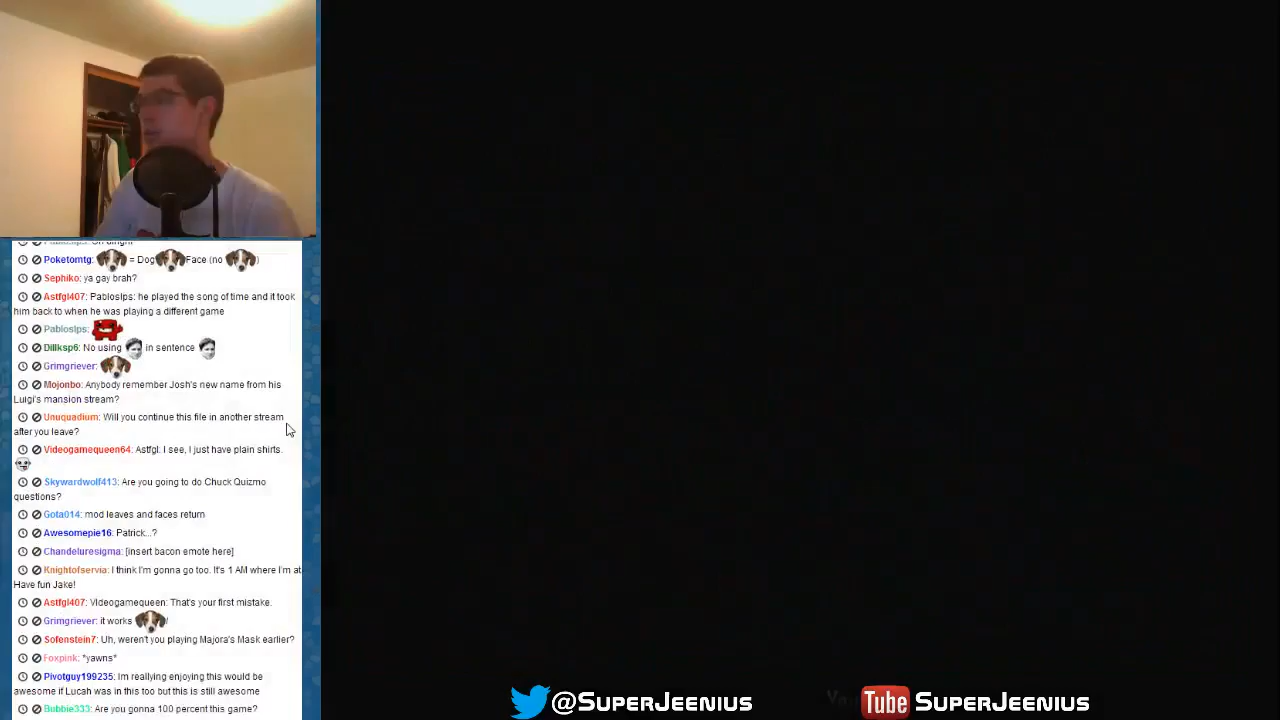 Poketomtg: = Dog Face (no )
Sephiko: ya gay brah?
Astfgl407: Pabloslps: he played the song of time and it took
him back to when he was playing a different game
Pabloslps:
Dillksp6: No using in sentence
Grimgriever:
Mojonbo: Anybody remember Josh's new name from his
Luigi's mansion stream?
Unuquadium: Will you continue this file in another stream
after you leave?
Videogamequeen64: Astfgl. I see, I just have plain shirts.
Skywardwolf413: Are you going to do Chuck Quizmo
questions?
Gota014: mod leaves and faces return
Awesomepie16: Patrick...?
Chandeluresigma: [insert bacon emote here]
Knightofservia: I think I'm gonna go too. It's 1 AM where I'm at
Have fun Jake!
Astfgl407: Videogamequeen: That's your first mistake.
Grimgriever: it works !
Sofenstein7: Uh, weren't you playing Majora's Mask earlier?
Foxpink: *yawns*
Pivotguy199235: Im reallying enjoying this would be
awesome if Lucah was in this too but this is still awesome
Bubbie333: Are you gonna 100 percent this game?
@SuperJeenius
Tube SuperJeenius